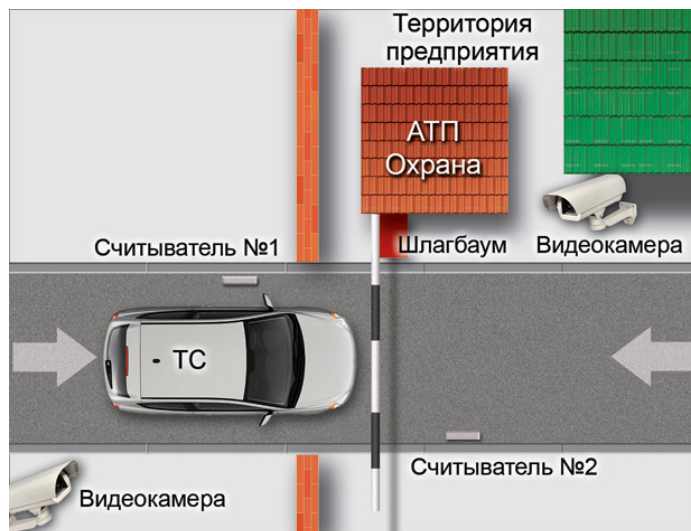 Территория
предприятия
АТП
Охрана
Считыватель №1
Шлагбаум
Видеокамера
ТС
Считыватель №2
Видеокамера